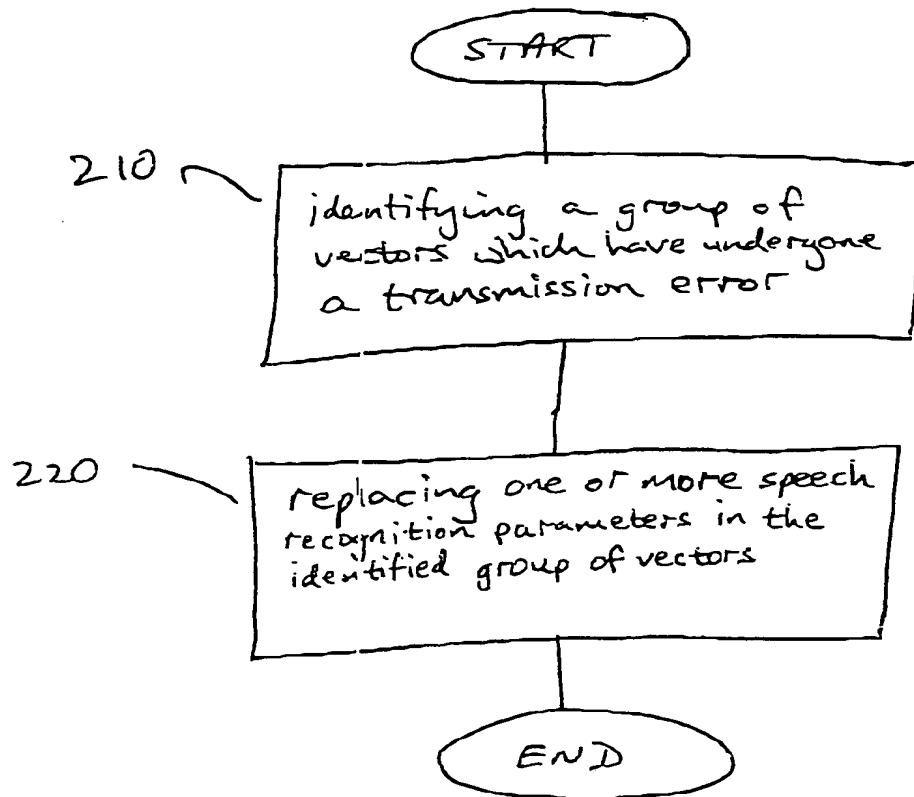 START
210
identifying a group of
vectors which have undergone
a transmission error
220
replacing one or more speech
recognition parameters in the
identified group of vectors
END